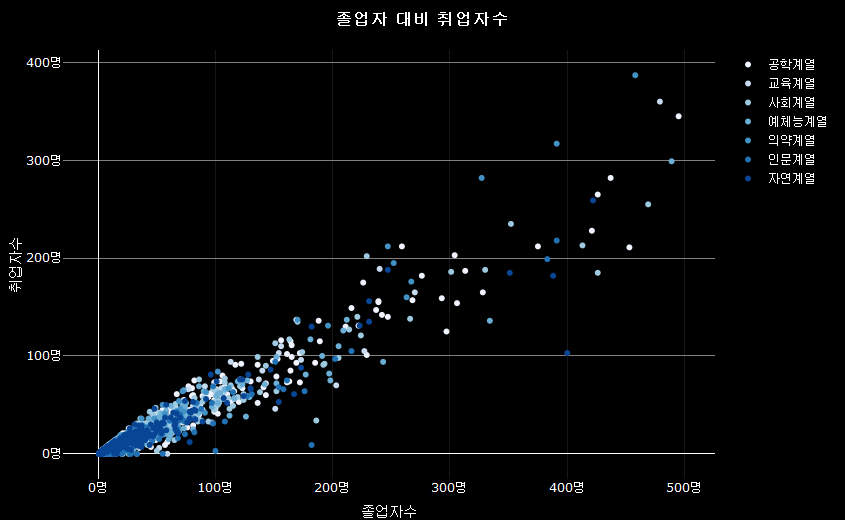 졸업자 대비 취업자수
400명
300명
200명
100명
0명
취업자수
0명
100명
200명
300명
400명
500명
졸업자수
공학계열
교육계열
사회계열
예체능계열
의약계열
인문계열
자연계열